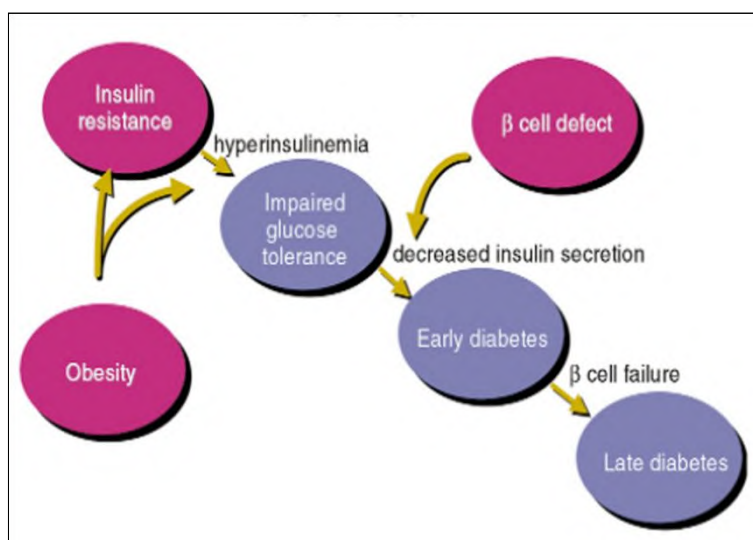 Insulin
resistance
hyperinsulinemia
β cell defect
Impaired
glucose
tolerance
decreased insulin secretion
Early diabetes
Obesity
β cell failure
Late diabetes